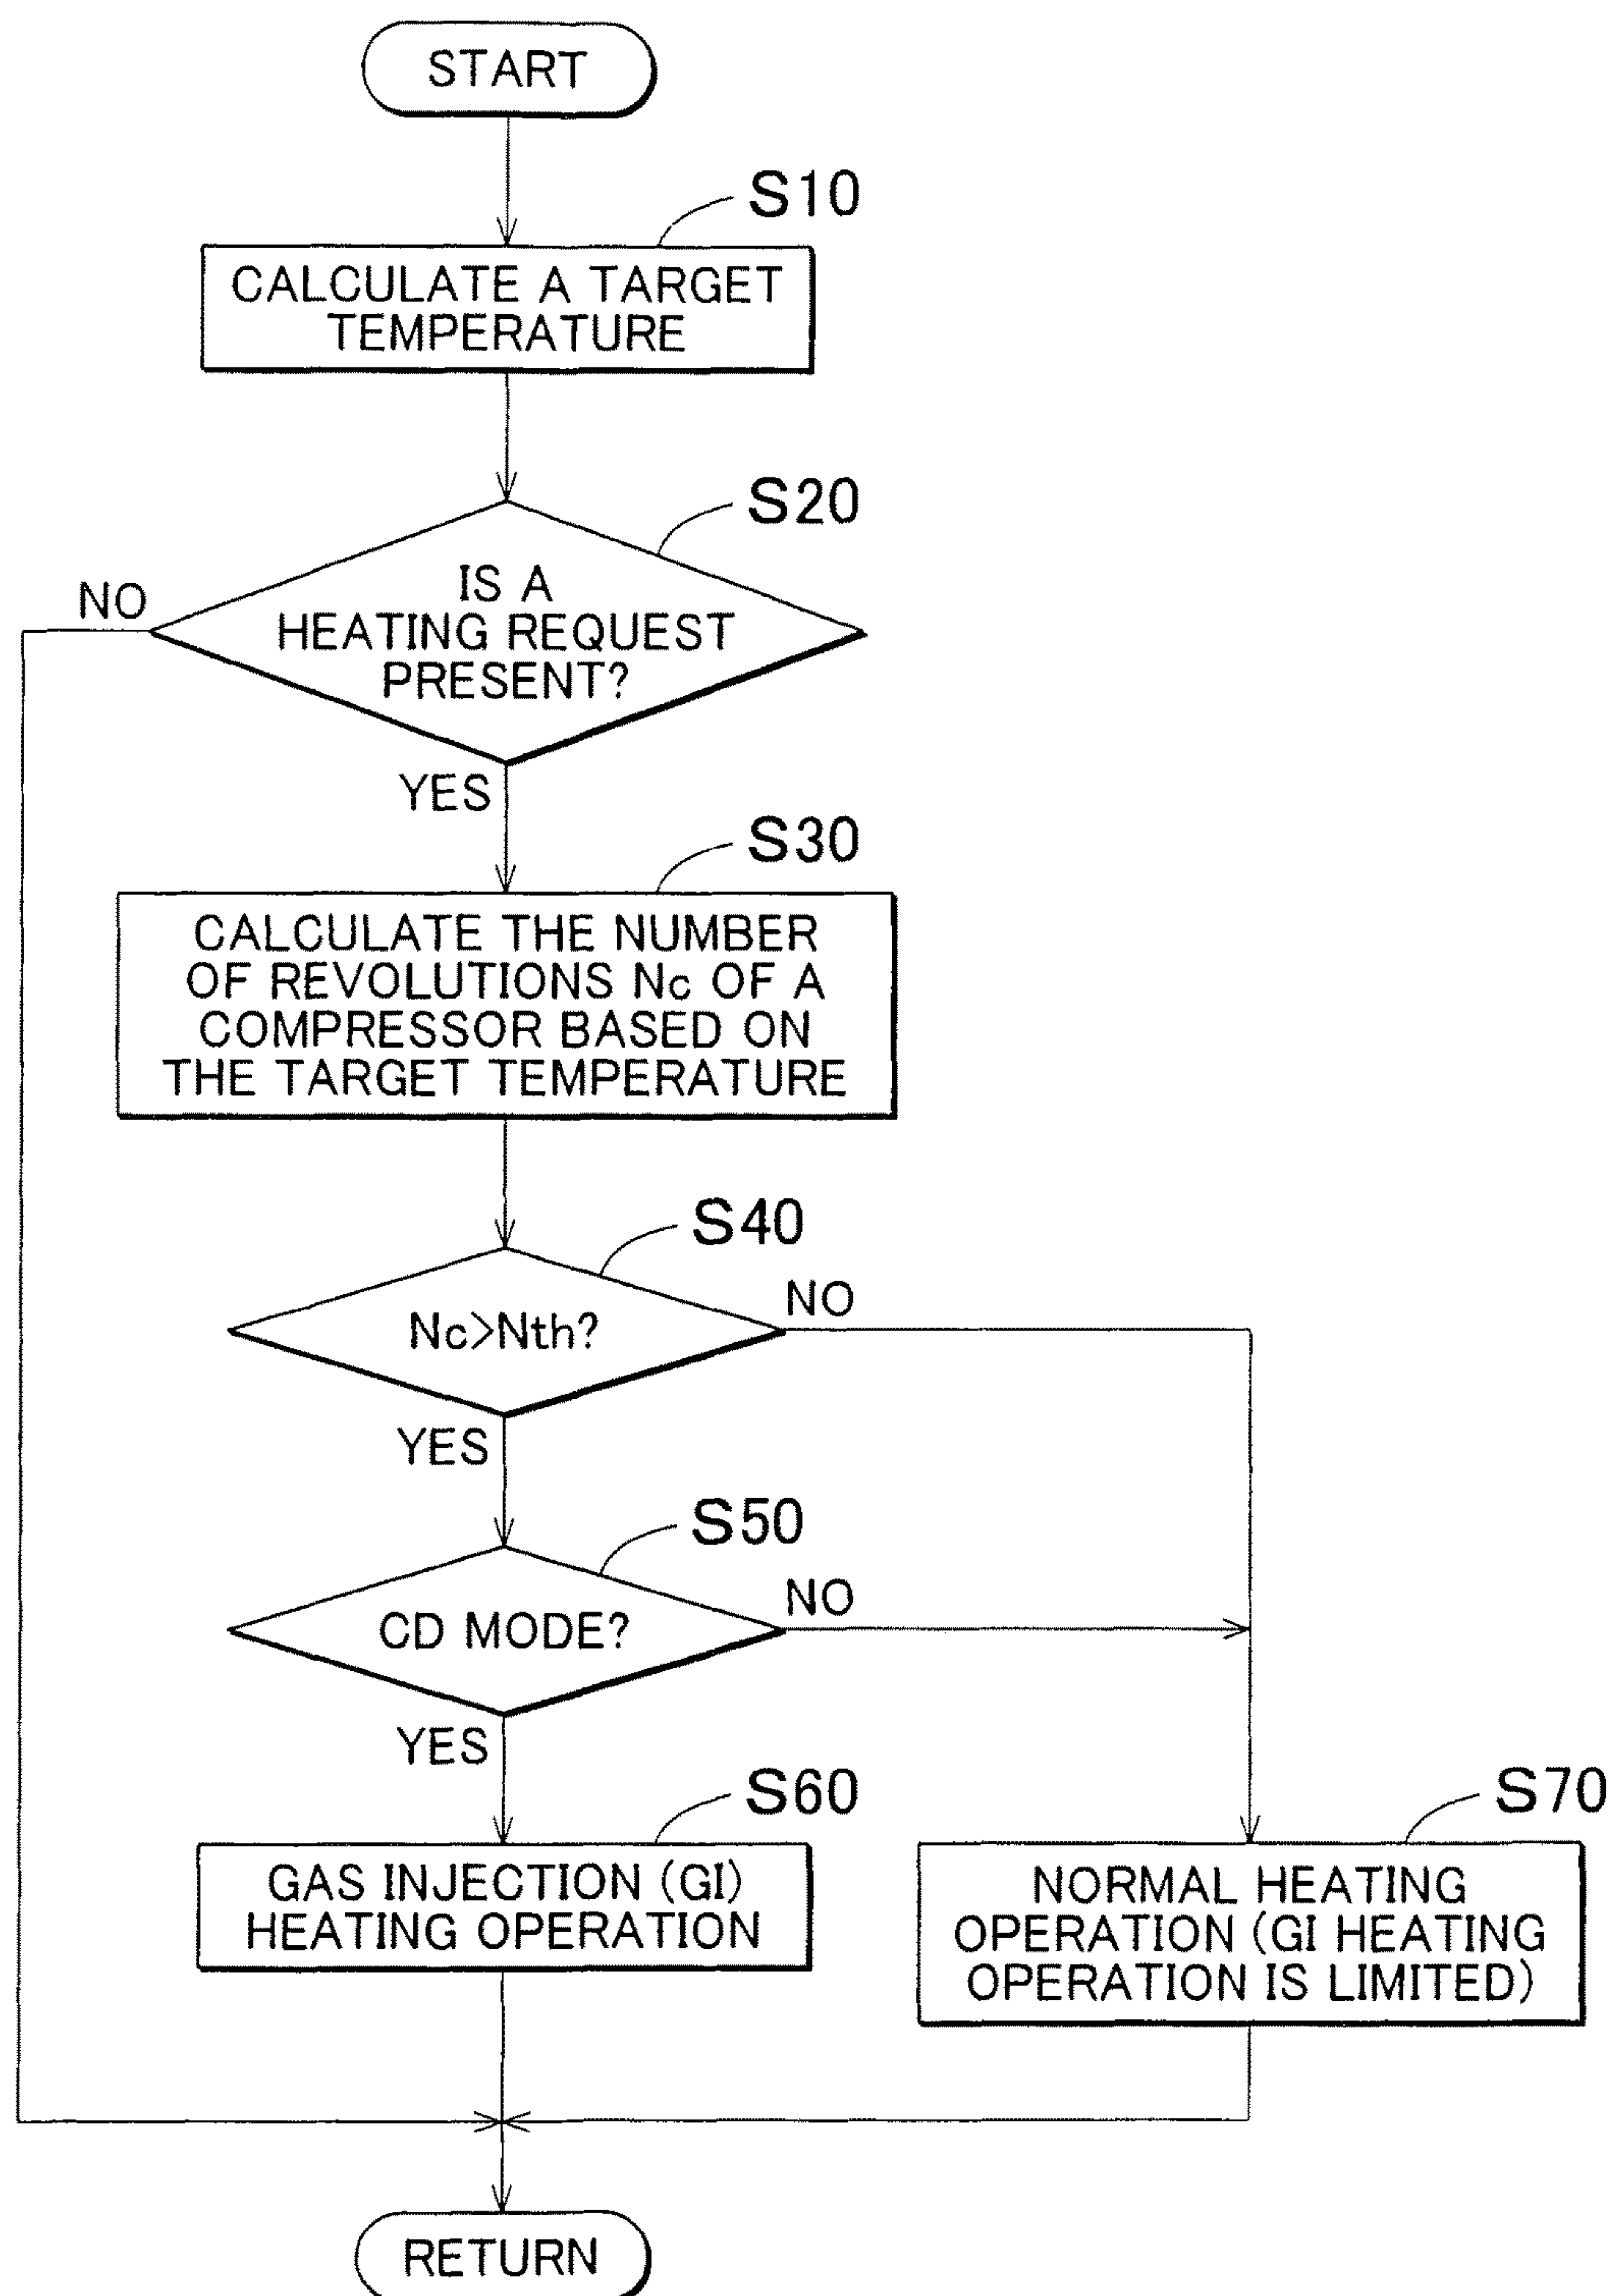 START
S10
CALCULATE A TARGET
TEMPERATURE
S20
NO
IS A
HEATING REQUEST
PRESENT?
YES
S30
CALCULATE THE NUMBER
OF REVOLUTIONS Nc OF A
COMPRESSOR BASED ON
THE TARGET TEMPERATURE
S40
Nc>Nth?
NO
YES
S50
CD MODE?
NO
YES
S60
GAS INJECTION (GI)
HEATING OPERATION
S70
NORMAL HEATING
OPERATION (GI HEATING
OPERATION IS LIMITED)
RETURN